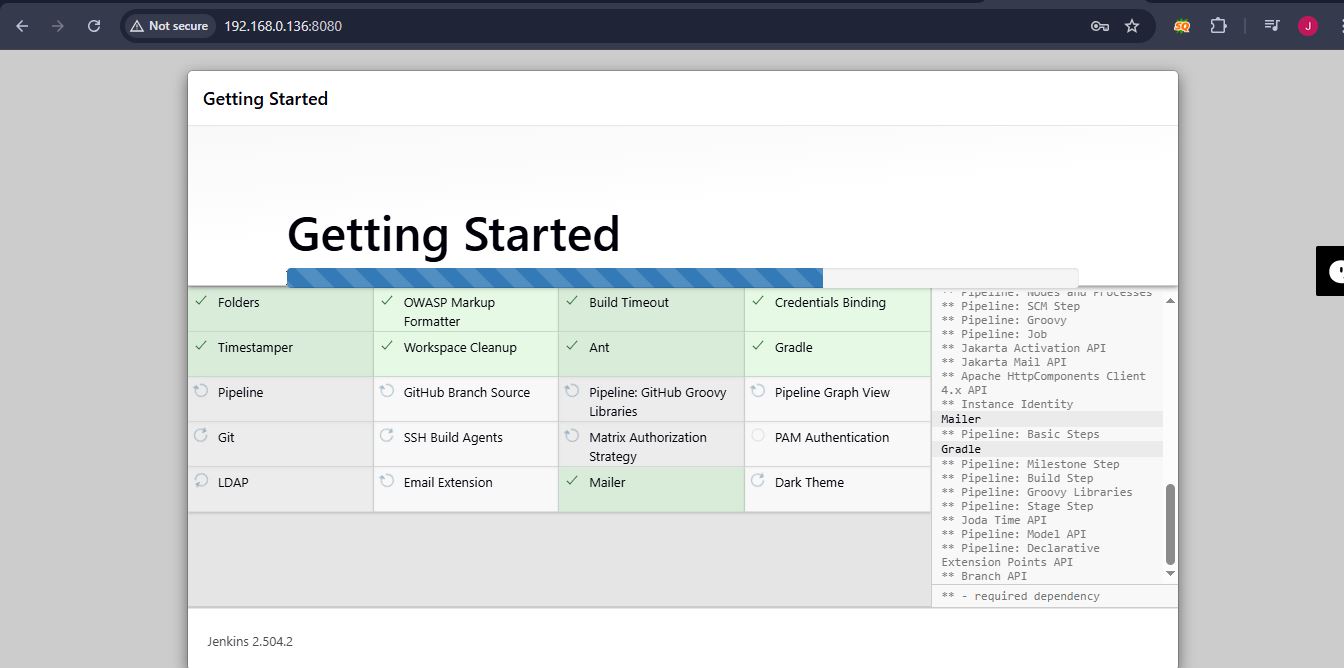 Not secure
192.168.0.136:8080
SQ
J
Getting Started
Getting Started
Folders
OWASP Markup
Formatter
Build Timeout
Credentials Binding
Timestamper
Workspace Cleanup
Ant
Gradle
Pipeline
GitHub Branch Source
Pipeline: GitHub Groovy
Libraries
Pipeline Graph View
Git
SSH Build Agents
Matrix Authorization
Strategy
PAM Authentication
LDAP
Email Extension
Mailer
Dark Theme
** Pipeline: Nodes and Processes
** Pipeline: SCM Step
** Pipeline: Groovy
** Pipeline: Job
** Jakarta Activation API
** Jakarta Mail API
** Apache HttpComponents Client
4.x API
** Instance Identity
Mailer
** Pipeline: Basic Steps
Gradle
** Pipeline: Milestone Step
** Pipeline: Build Step
** Pipeline: Groovy Libraries
** Pipeline: Stage Step
** Joda Time API
** Pipeline: Model API
** Pipeline: Declarative
Extension Points API
** Branch API
** - required dependency
Jenkins 2.504.2